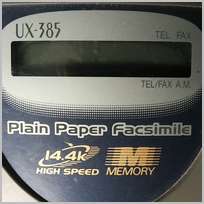 UX-385
TEL FAX
TEL/FAX A.M.
Plain Paper Facsimile
14.4k M
HIGH SPEED MEMORY